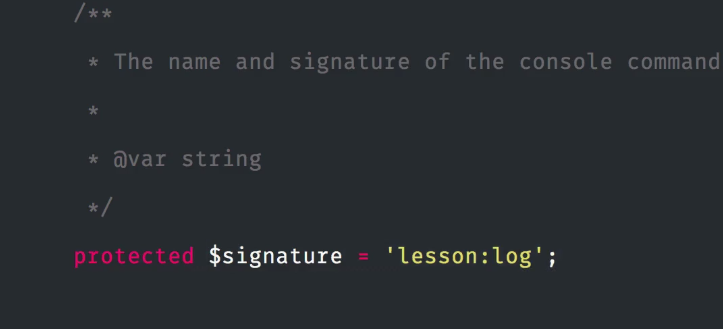 /**
* The name and signature of the console command
*
* @var string
*/
protected $signature = 'lesson:log';